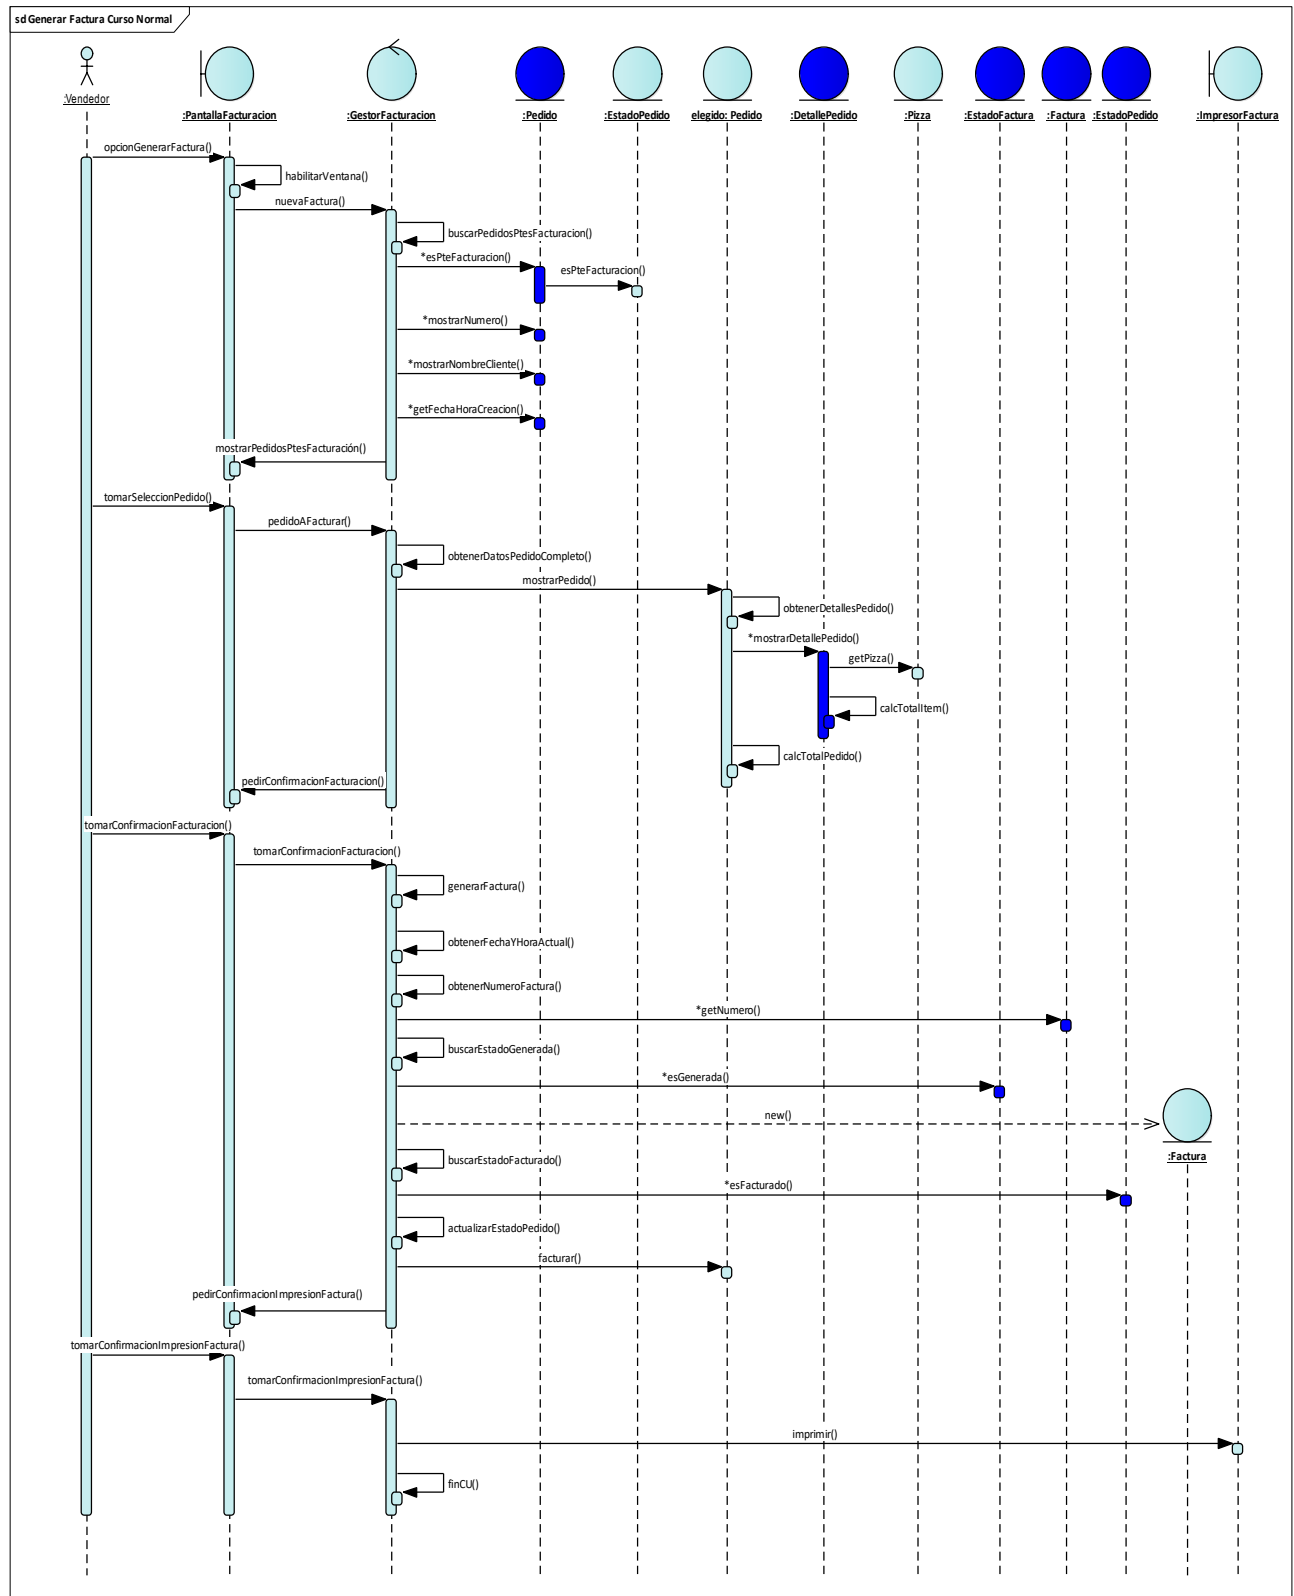 sd Generar Factura Curso Normal
:Vendedor
:PantallaFacturacion
:GestorFacturacion
:Pedido
:EstadoPedido
elegido: Pedido
:DetallePedido
:Pizza
:EstadoFactura
:Factura
:EstadoPedido
:ImpresorFactura
opcionGenerarFactura()
habilitarVentana()
nuevaFactura()
buscarPedidosPtesFacturacion()
*esPteFacturacion()
esPteFacturacion()
*mostrarNumero()
*mostrarNombreCliente()
*getFechaHoraCreacion()
mostrarPedidosPtesFacturación()
tomarSeleccionPedido()
pedidoAFacturar()
obtenerDatosPedidoCompleto()
mostrarPedido()
obtenerDetallesPedido()
*mostrarDetallePedido()
getPizza()
calcTotalItem()
calcTotalPedido()
pedirConfirmacionFacturacion()
tomarConfirmacionFacturacion()
tomarConfirmacionFacturacion()
generarFactura()
obtenerFechaYHoraActual()
obtenerNumeroFactura()
*getNumero()
buscarEstadoGenerada()
*esGenerada()
new()
:Factura
buscarEstadoFacturado()
*esFacturado()
actualizarEstadoPedido()
facturar()
pedirConfirmacionImpresionFactura()
tomarConfirmacionImpresionFactura()
tomarConfirmacionImpresionFactura()
imprimir()
finCU()